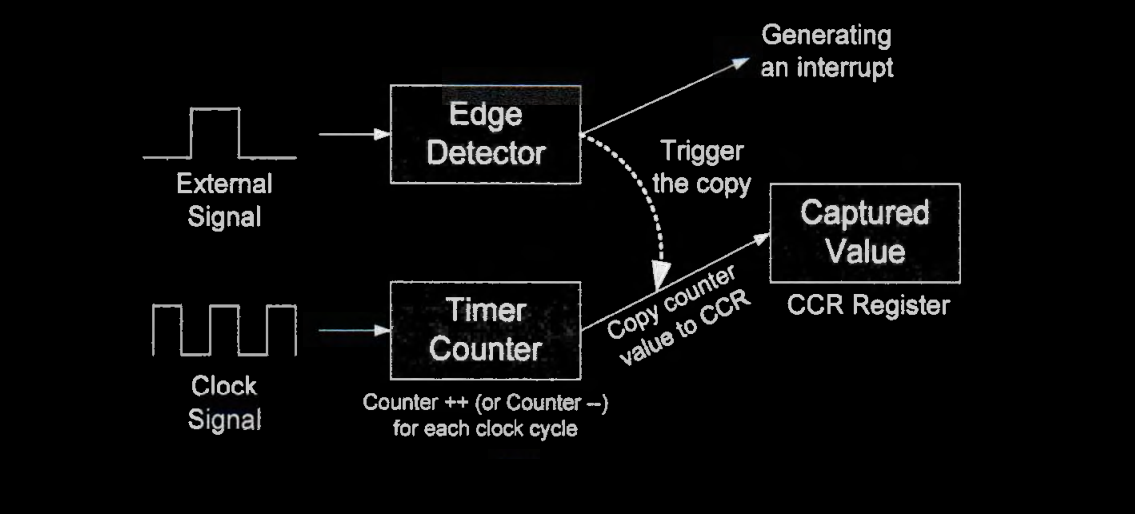 Generating
an interrupt
Edge
Detector
Trigger
the copy
External
Signal
Captured
Value
CCR Register
Copy counter
value to CCR
Timer
Counter
Clock
Signal
Counter ++ (or Counter --)
for each clock cycle